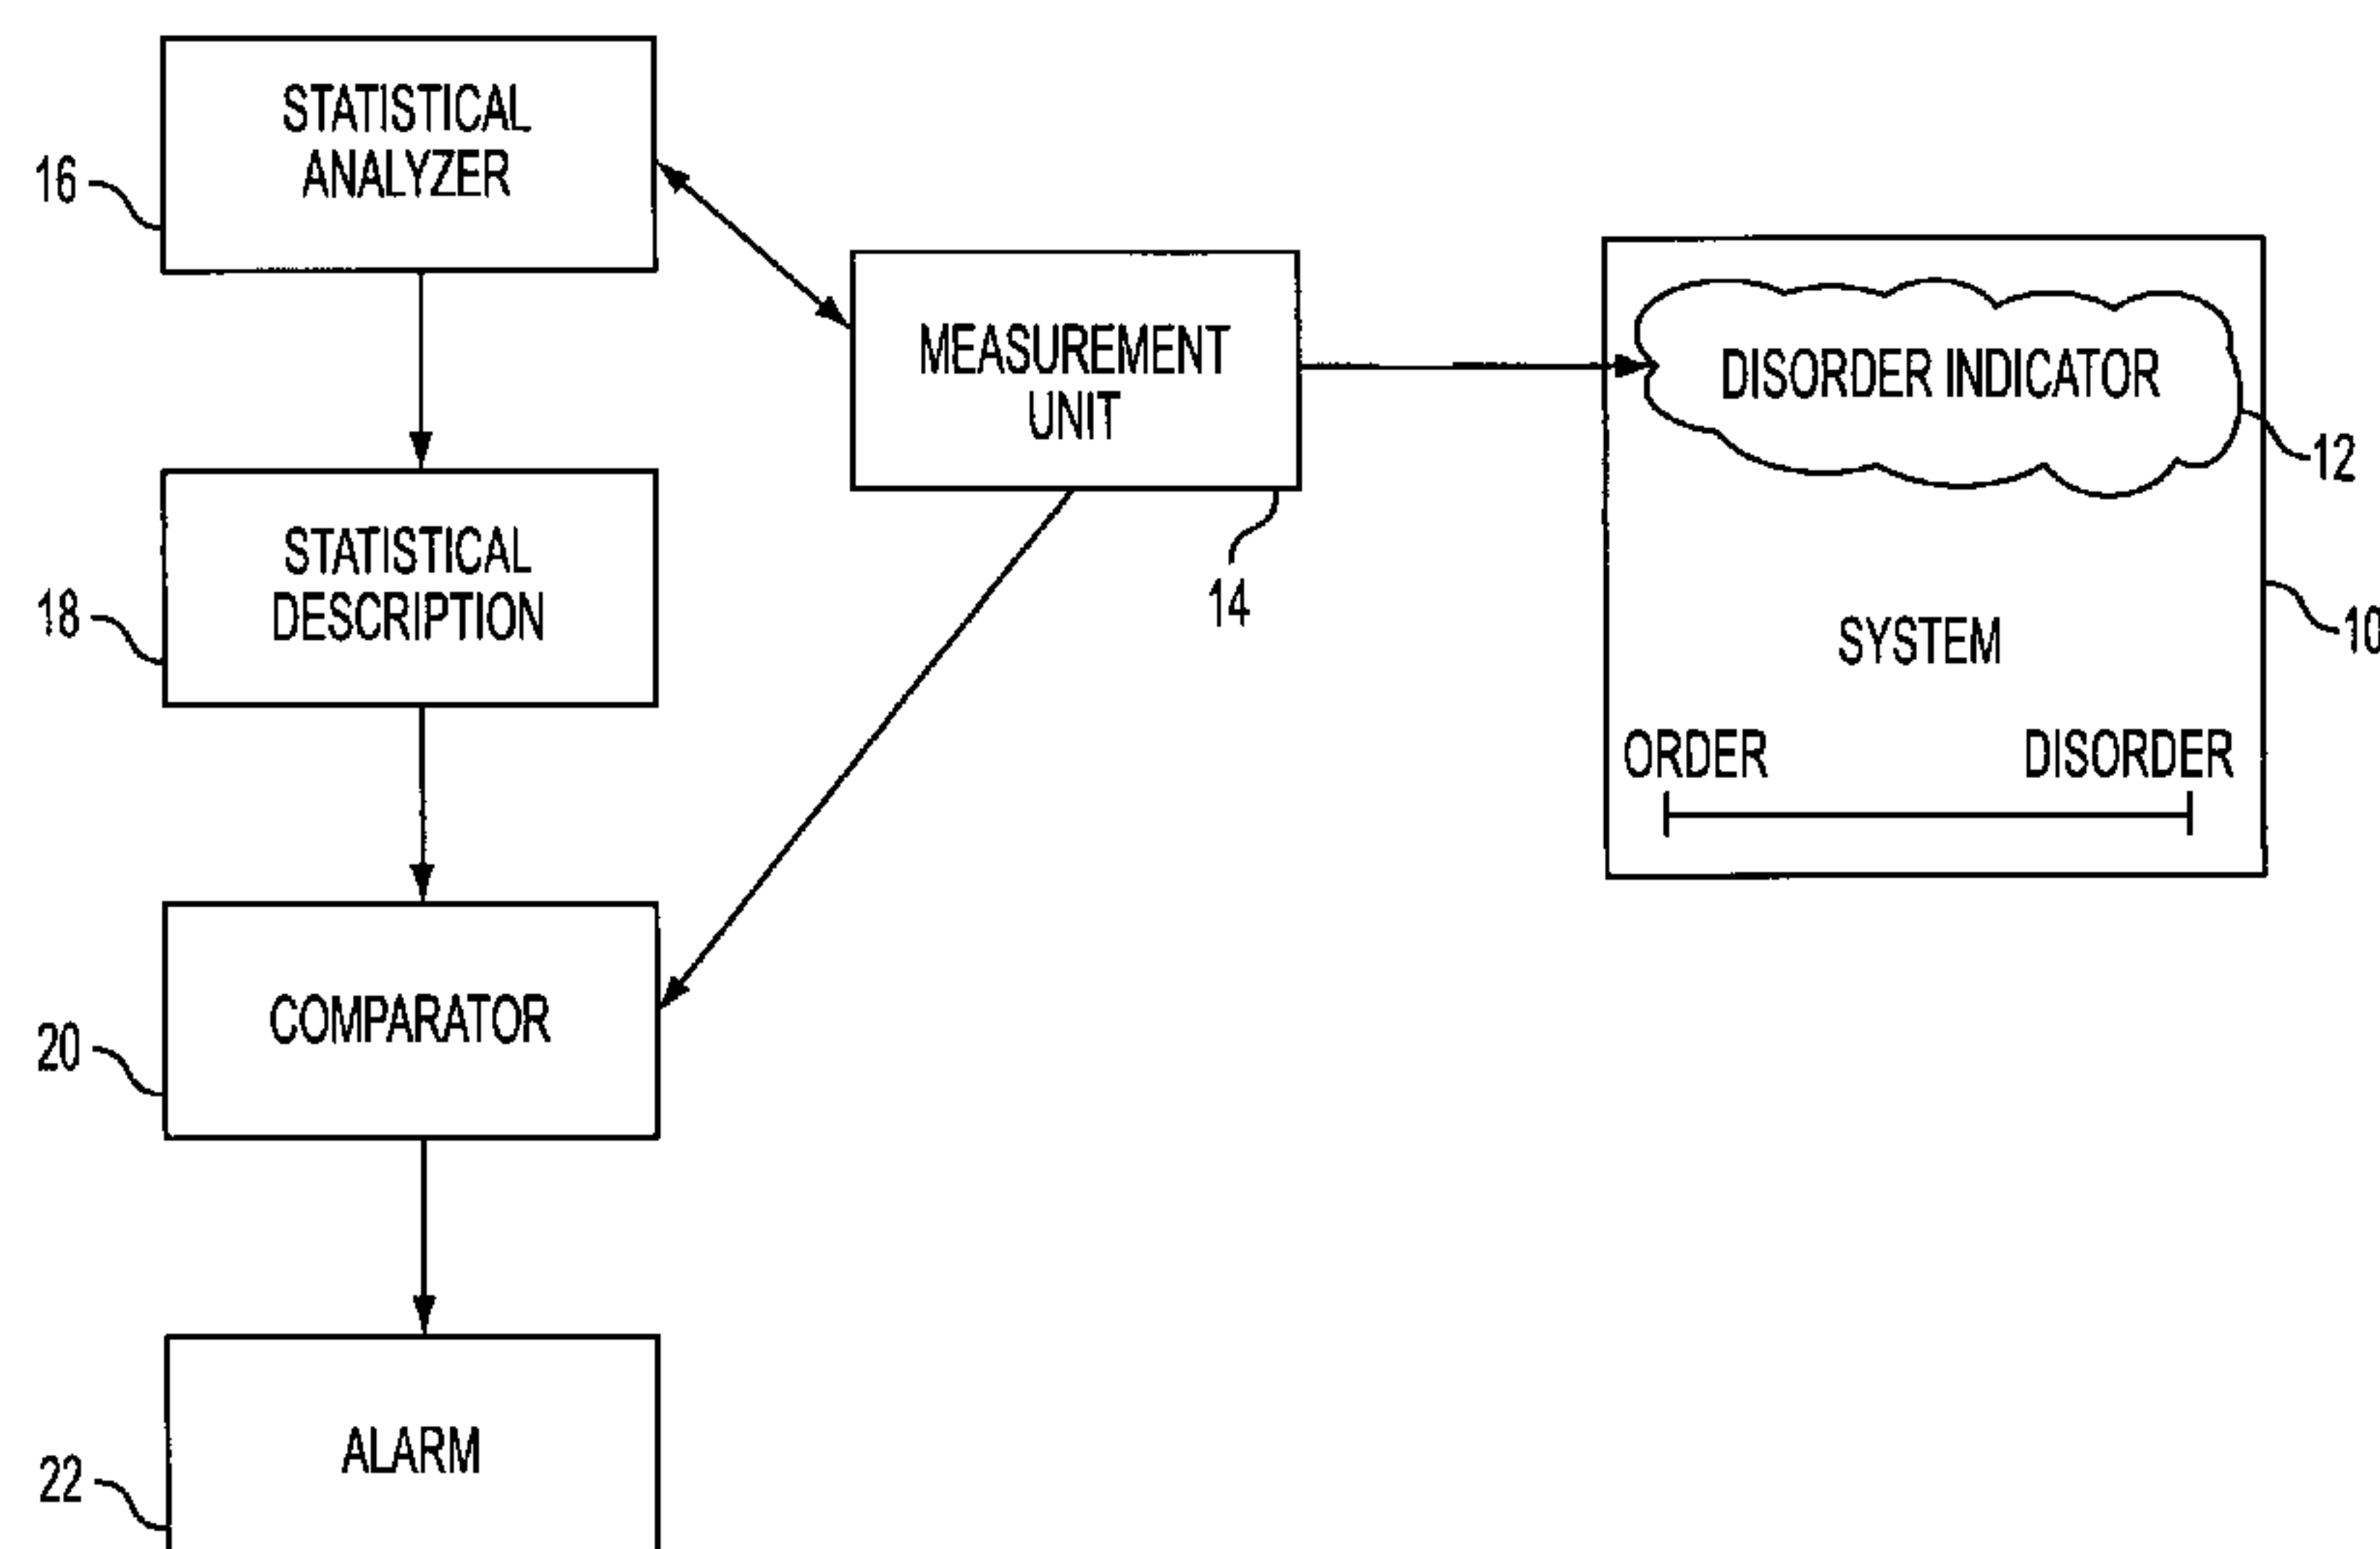 STATISTICAL
ANALYZER
16
MEASUREMENT
UNIT
14
DISORDER INDICATOR
12
SYSTEM
10
ORDER DISORDER
STATISTICAL
DESCRIPTION
18
COMPARATOR
20
ALARM
22